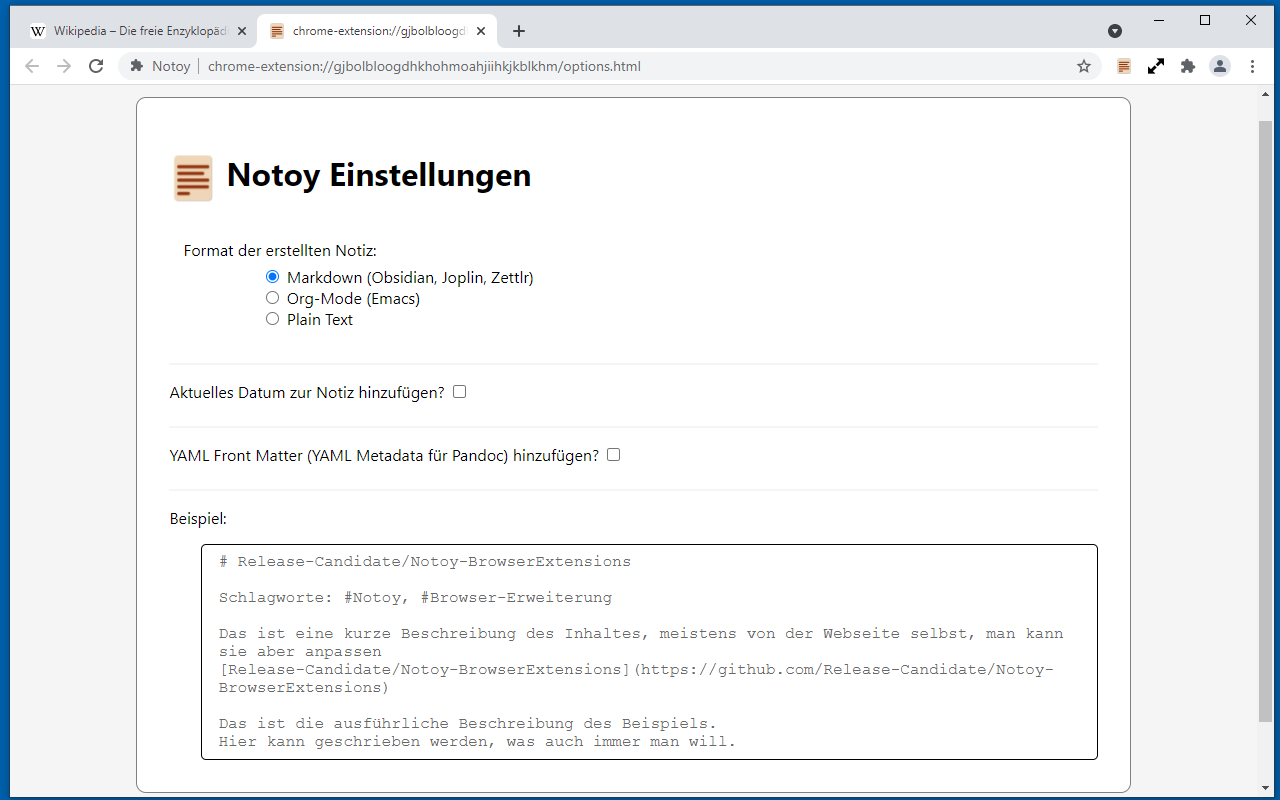 Wikipedia – Die freie Enzyklopäd
chrome-extension://gjbolbloogd
Notoy
chrome-extension://gjbolbloogdhkhohmoahjiihkjkblkhm/options.html
Notoy Einstellungen
Format der erstellten Notiz:
Markdown (Obsidian, Joplin, Zettlr)
Org-Mode (Emacs)
Plain Text
Aktuelles Datum zur Notiz hinzufügen?
YAML Front Matter (YAML Metadata für Pandoc) hinzufügen?
Beispiel:
# Release-Candidate/Notoy-BrowserExtensions
Schlagworte: #Notoy, #Browser-Erweiterung
Das ist eine kurze Beschreibung des Inhaltes, meistens von der Webseite selbst, man kann
sie aber anpassen
[Release-Candidate/Notoy-BrowserExtensions](https://github.com/Release-Candidate/Notoy-
BrowserExtensions)
Das ist die ausführliche Beschreibung des Beispiels.
Hier kann geschrieben werden, was auch immer man will.